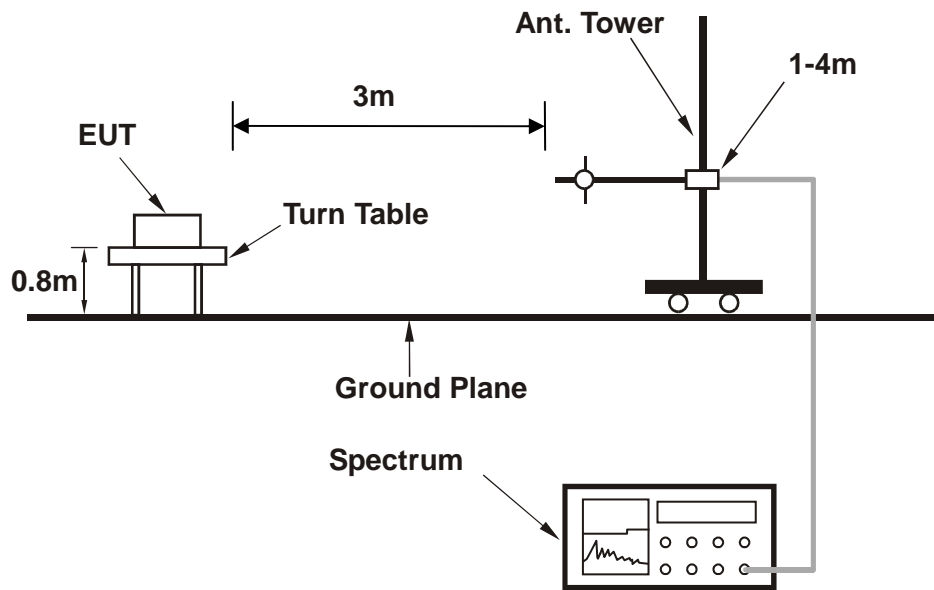 Ant. Tower
1-4m
3m
EUT
Turn Table
0.8m
Ground Plane
Spectrum